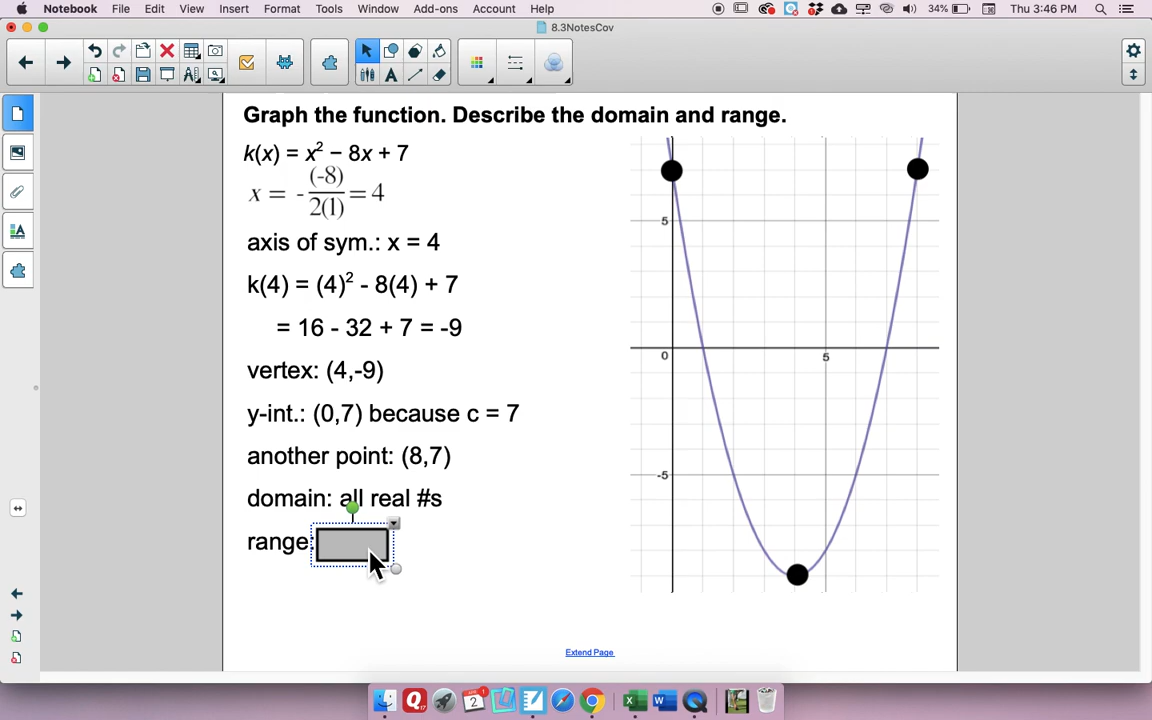 Notebook File Edit View Insert Format Tools Window Add-ons Account Help 34% Thu 3:46 PM
8.3NotesCov
Graph the function. Describe the domain and range.
k(x) = x² − 8x + 7
x = - (-8)/2(1) = 4
axis of sym.: x = 4
k(4) = (4)² - 8(4) + 7
= 16 - 32 + 7 = -9
vertex: (4,-9)
y-int.: (0,7) because c = 7
another point: (8,7)
domain: all real #s
range:
5
0
5
-5
Extend Page